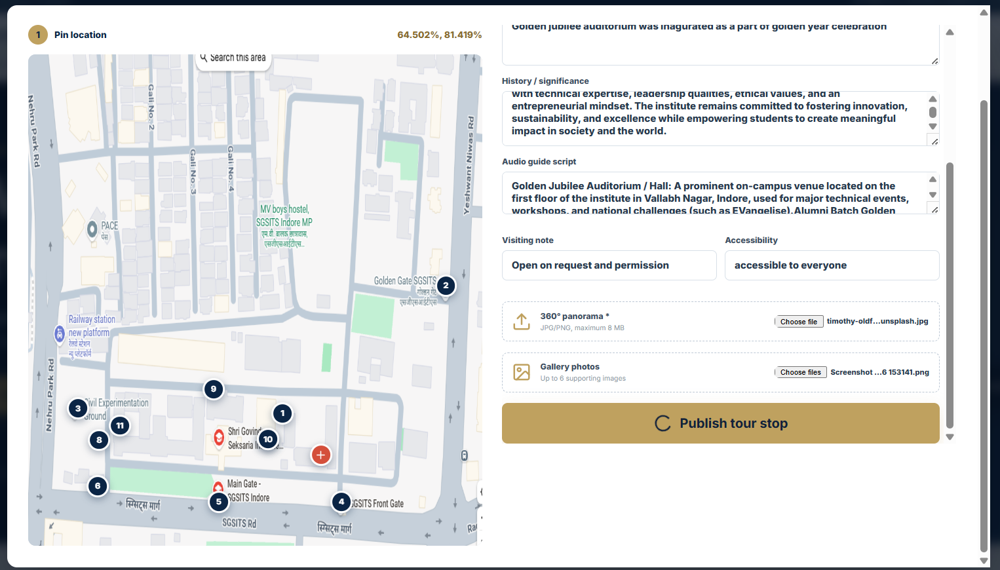 1 Pin location
64.502%, 81.419%
Search this area
Nehru Park Rd
Gali No. 2
Gali No. 3
Gali No. 4
Yeshwant Niwas Rd
MV boys hostel,
SGSITS Indore MP
एम.वी. बालक छात्रावास,
एसजीएसआईटीएस...
PACE
पेस
Golden Gate SGSITS
गोल्डन गेट
एसजीएसआईटीएस
2
Railway station
new platform
रेलवे स्टेशन
न्यू प्लेटफॉर्म
Nehru Park Rd
9
3
Civil Experimentation
Ground
1
11
8
Shri Govind
10
Seksaria
6
Main Gate -
SGSITS Indore
5
4
SGSITS Front Gate
स्गिसिट्स मार्ग
SGSITS Rd
स्गिसिट्स मार्ग
Golden jubilee auditorium was inagurated as a part of golden year celebration
History / significance
with technical expertise, leadership qualities, ethical values, and an
entrepreneurial mindset. The institute remains committed to fostering innovation,
sustainability, and excellence while empowering students to create meaningful
impact in society and the world.
Audio guide script
Golden Jubilee Auditorium / Hall: A prominent on-campus venue located on the
first floor of the institute in Vallabh Nagar, Indore, used for major technical events,
workshops, and national challenges (such as EVangelise).Alumni Batch Golden
Visiting note
Accessibility
Open on request and permission
accessible to everyone
360° panorama *
JPG/PNG, maximum 8 MB
Choose file timothy-oldf...unsplash.jpg
Gallery photos
Up to 6 supporting images
Choose files Screenshot ...6 153141.png
Publish tour stop